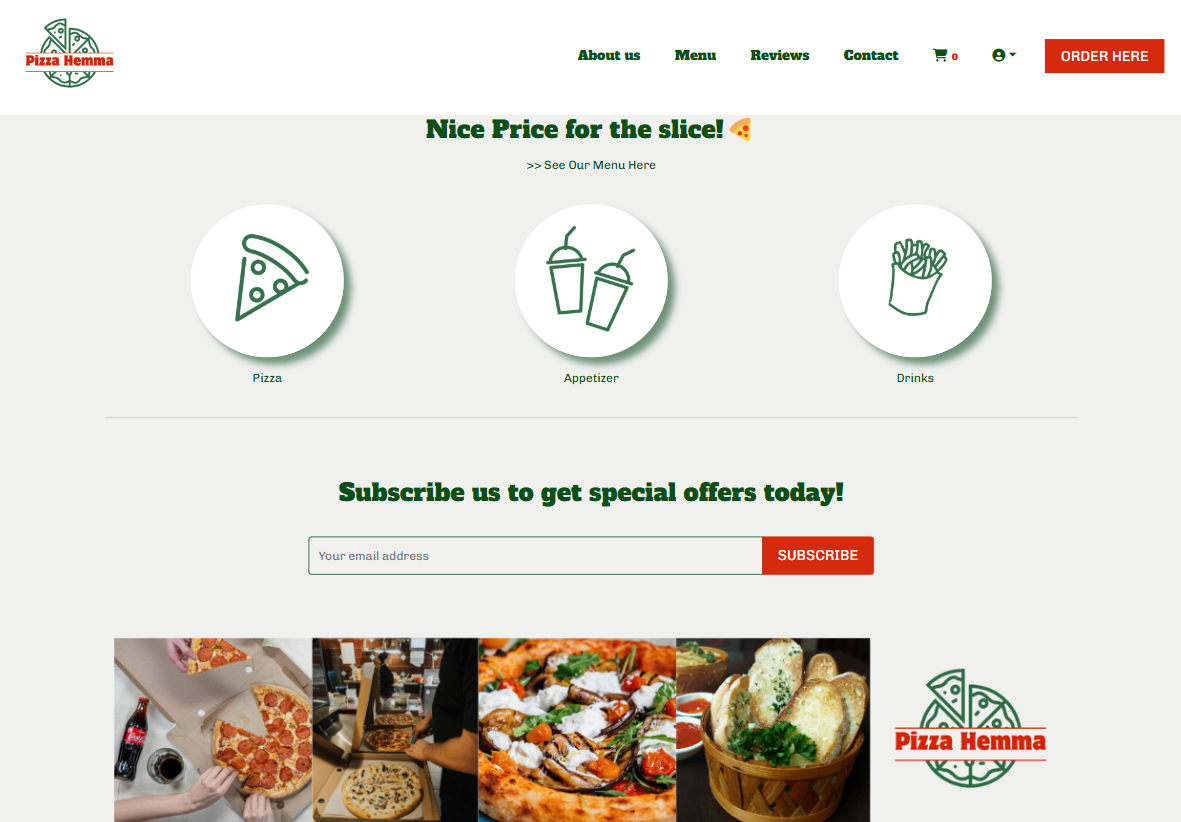 Pizza Hemma
About us Menu Reviews Contact 0 ORDER HERE
Nice Price for the slice! 🍕
>> See Our Menu Here
Pizza Appetizer Drinks
Subscribe us to get special offers today!
Your email address SUBSCRIBE
Pizza Hemma